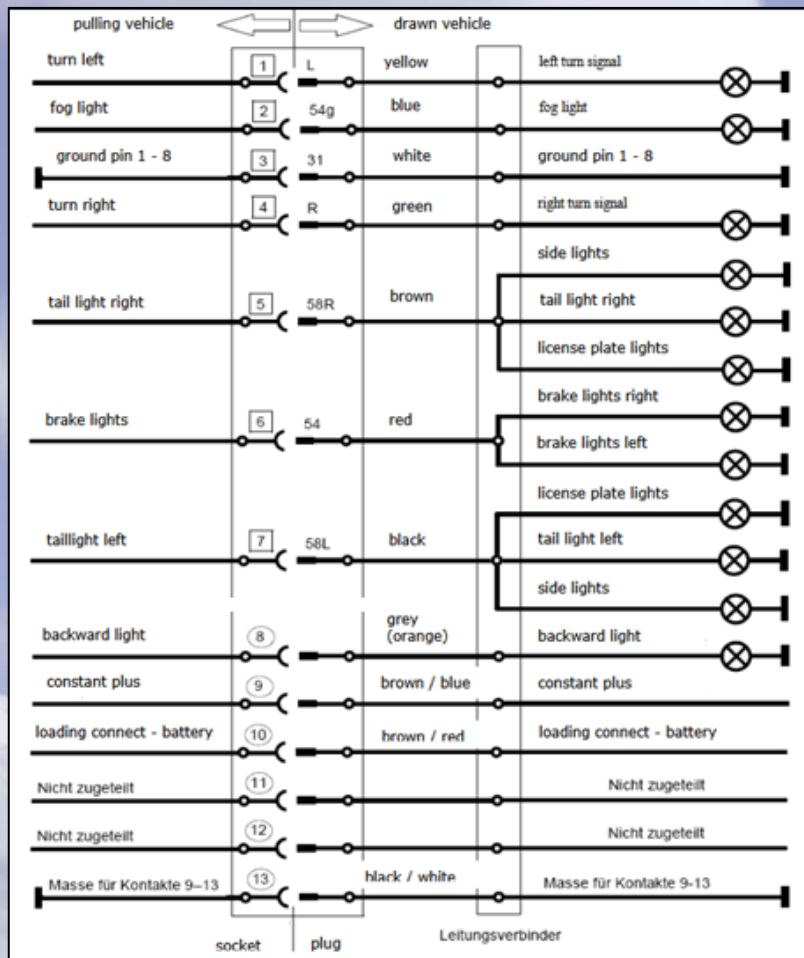 pulling vehicle drawn vehicle
turn left 1 L yellow left turn signal
fog light 2 54g blue fog light
ground pin 1 - 8 3 31 white ground pin 1 - 8
turn right 4 R green right turn signal
side lights
tail light right 5 58R brown tail light right
license plate lights
brake lights right
brake lights 6 54 red
brake lights left
license plate lights
taillight left 7 58L black tail light left
side lights
grey
backward light 8 (orange) backward light
constant plus 9 brown / blue constant plus
loading connect - battery 10 brown / red loading connect - battery
Nicht zugeteilt 11 Nicht zugeteilt
Nicht zugeteilt 12 Nicht zugeteilt
Masse für Kontakte 9–13 13 black / white Masse für Kontakte 9-13
socket plug Leitungsverbinder